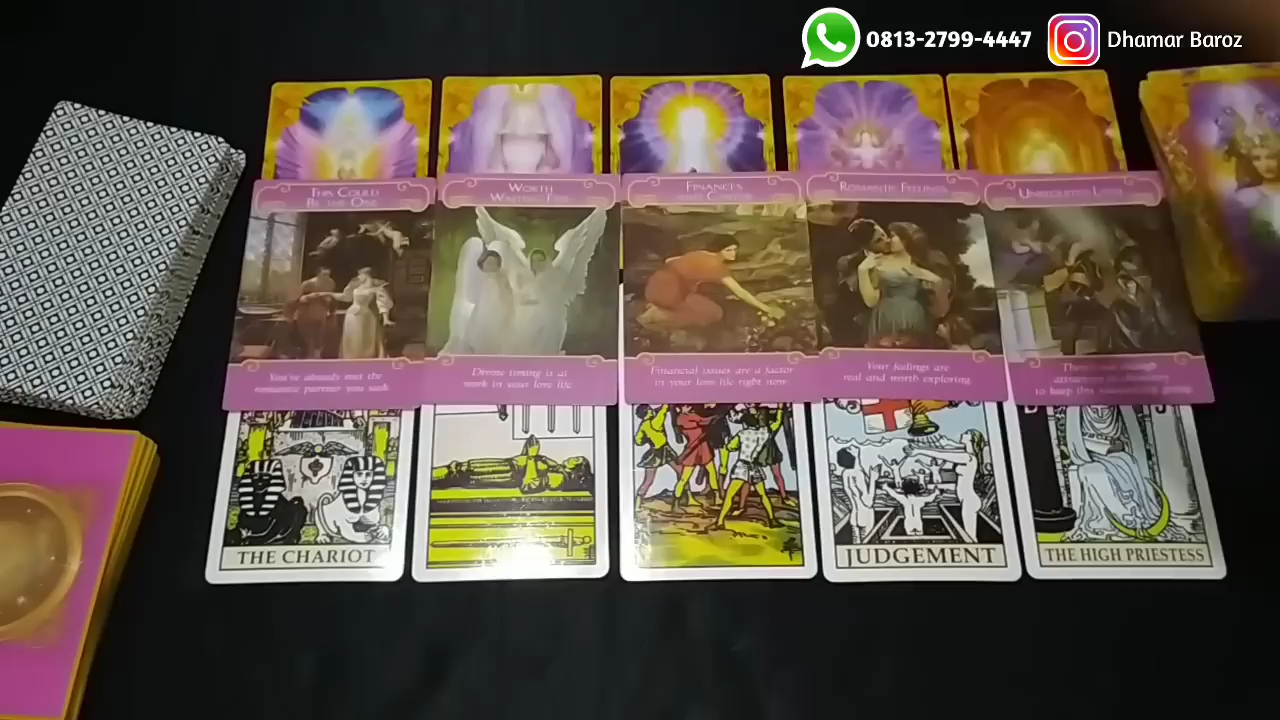 0813-2799-4447
Dhamar Baroz
THIS COULD
BE THE ONE
WORTH
WAITING FOR
FINANCES
ROMANTIC FEELINGS
You've already met the
romantic partner you seek
Divine timing is at
work in your love life
Financial issues are a factor
in your love life right now
Your feelings are
real and worth exploring
THE CHARIOT
JUDGEMENT
THE HIGH PRIESTESS